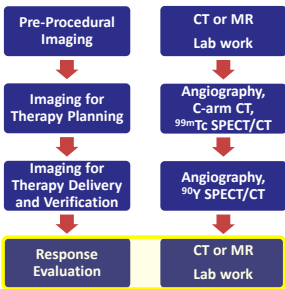 Pre-Procedural
Imaging
CT or MR
Lab work
Imaging for
Therapy Planning
Angiography,
C-arm CT,
⁹⁹ᵐTc SPECT/CT
Imaging for
Therapy Delivery
and Verification
Angiography,
⁹⁰Y SPECT/CT
Response
Evaluation
CT or MR
Lab work